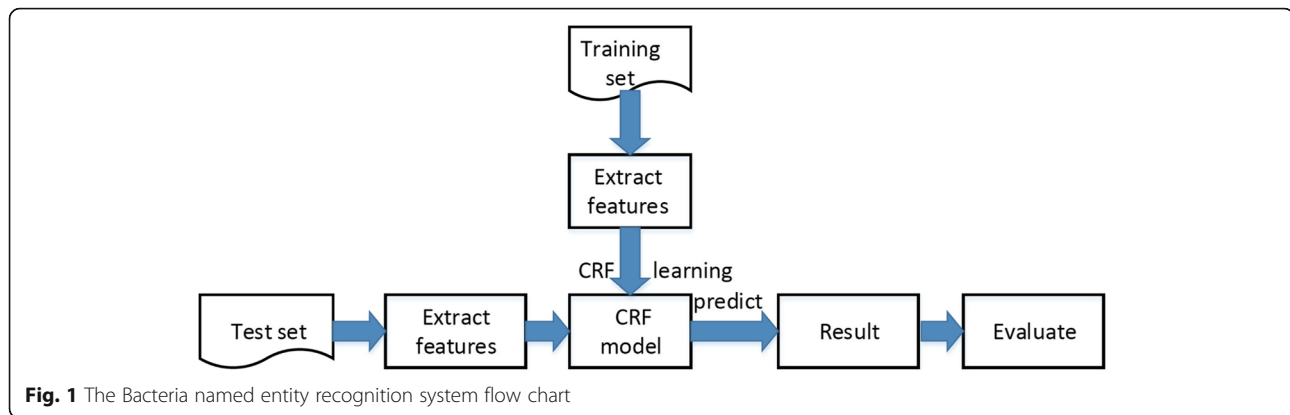 Training
set
Extract
features
CRF learning
predict
Test set
Extract
features
CRF
model
Result
Evaluate
Fig. 1 The Bacteria named entity recognition system flow chart